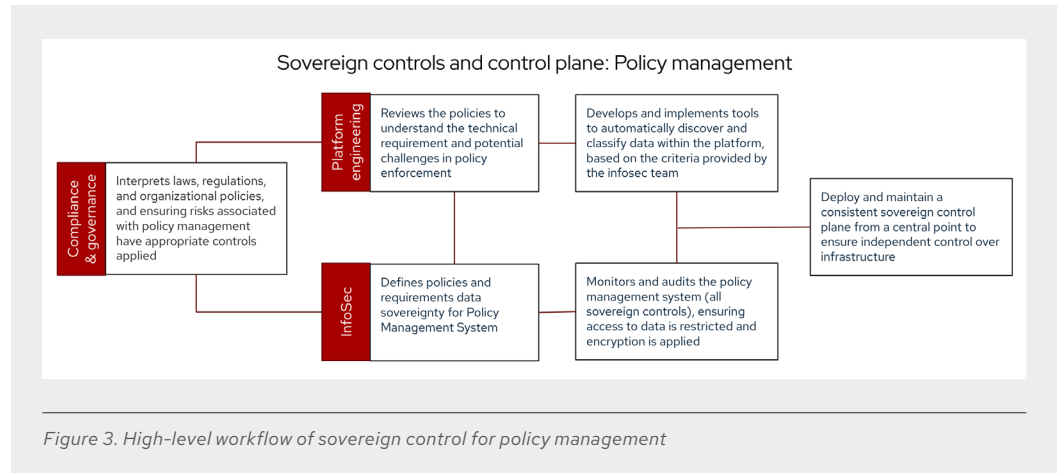 Sovereign controls and control plane: Policy management
Compliance
& governance
Interprets laws, regulations,
and organizational policies,
and ensuring risks associated
with policy management
have appropriate controls
applied
Platform
engineering
Reviews the policies to
understand the technical
requirement and potential
challenges in policy
enforcement
Develops and implements tools
to automatically discover and
classify data within the platform,
based on the criteria provided by
the infosec team
InfoSec
Defines policies and
requirements data
sovereignty for Policy
Management System
Monitors and audits the policy
management system (all
sovereign controls), ensuring
access to data is restricted and
encryption is applied
Deploy and maintain a
consistent sovereign control
plane from a central point to
ensure independent control over
infrastructure
Figure 3. High-level workflow of sovereign control for policy management